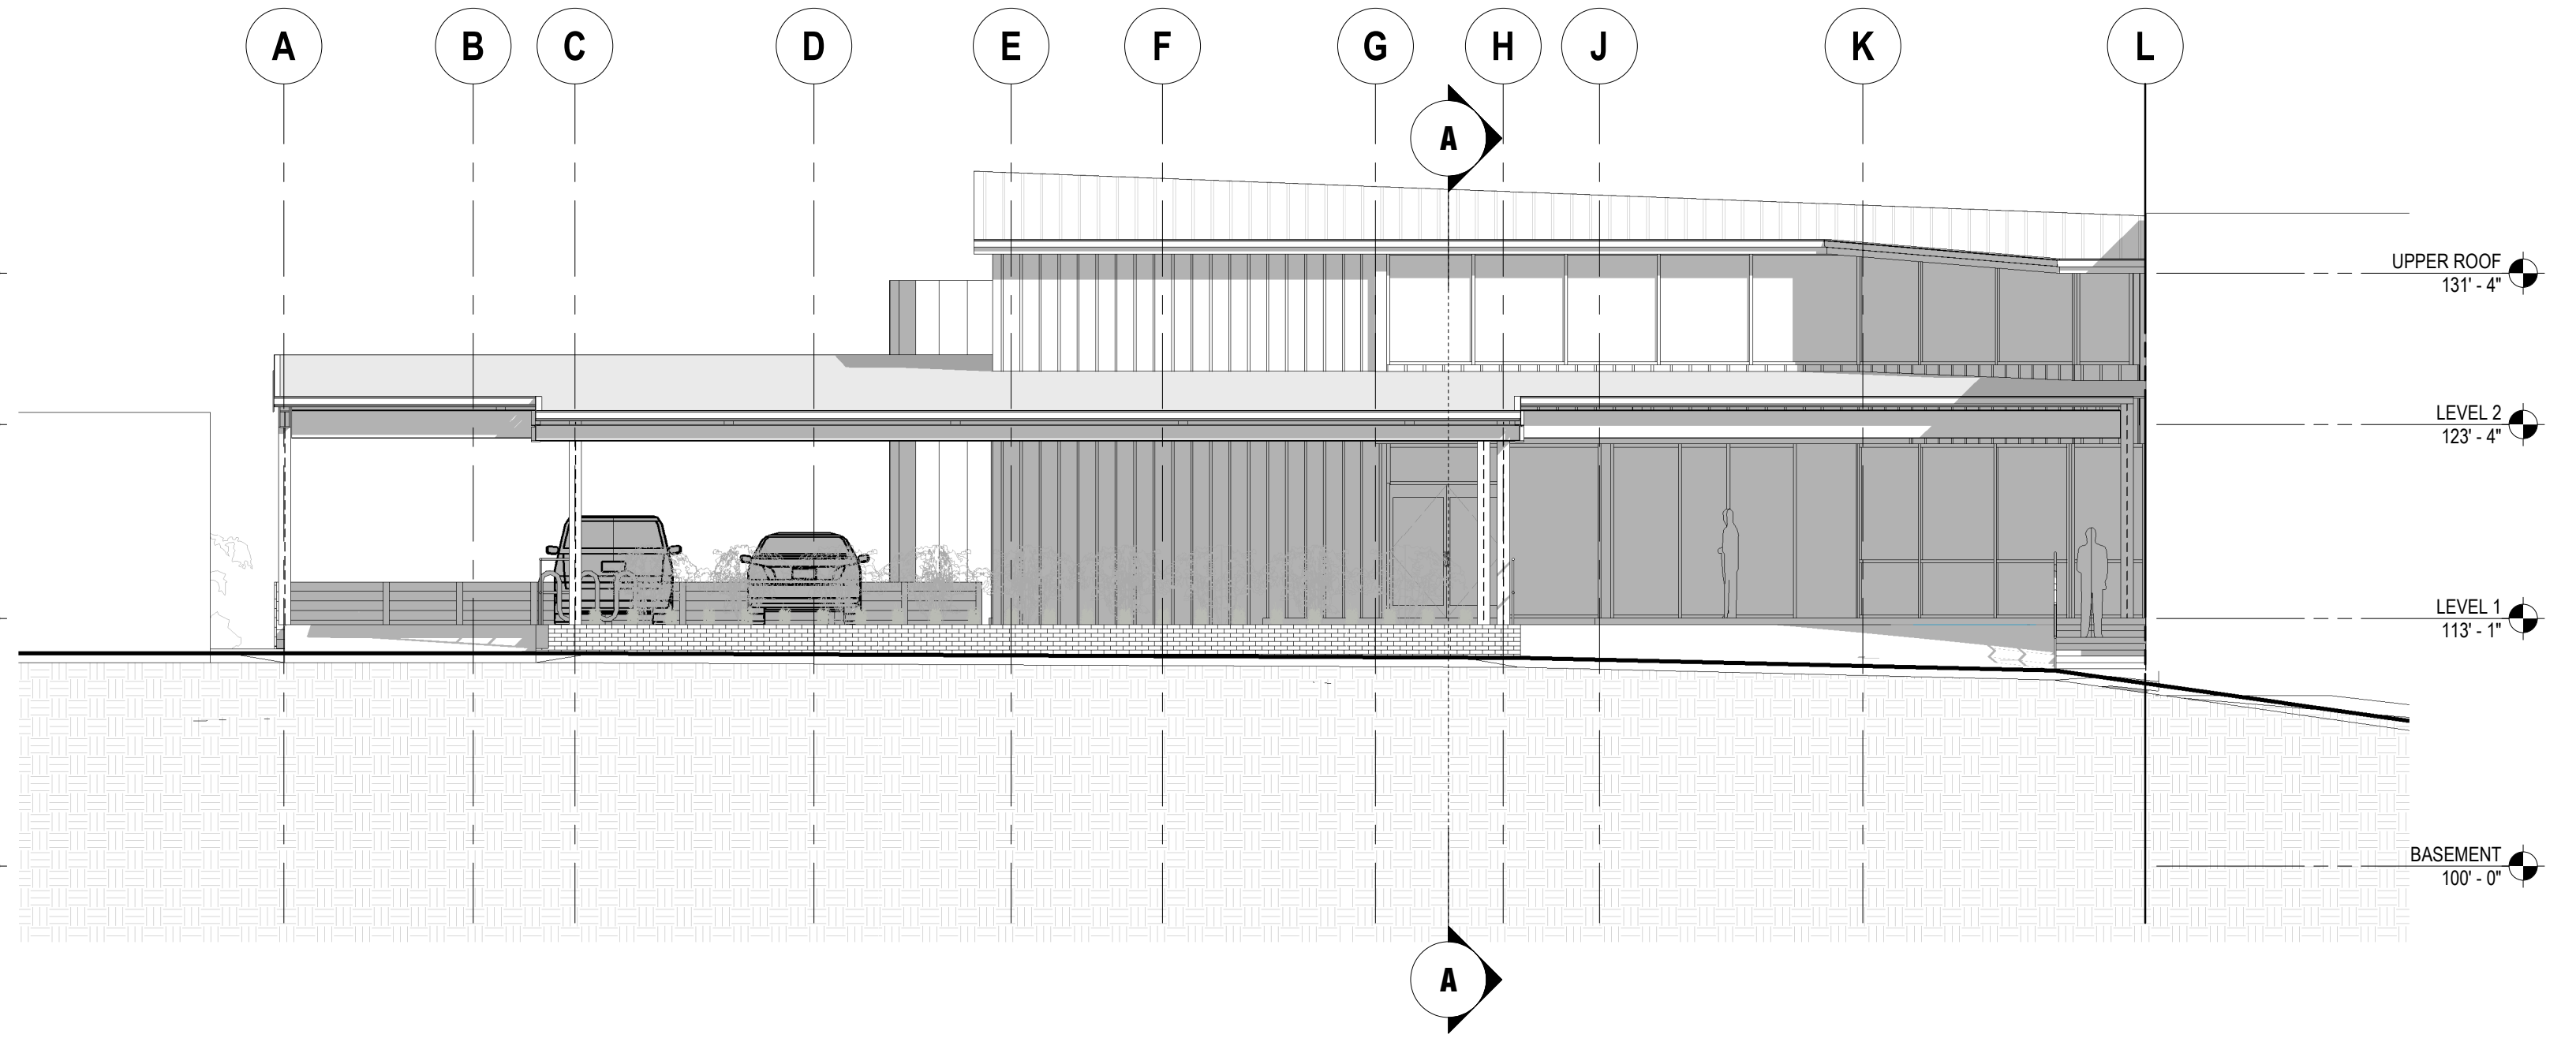 A B C D E F G H J K L
A
UPPER ROOF
131' - 4"
LEVEL 2
123' - 4"
LEVEL 1
113' - 1"
BASEMENT
100' - 0"
A